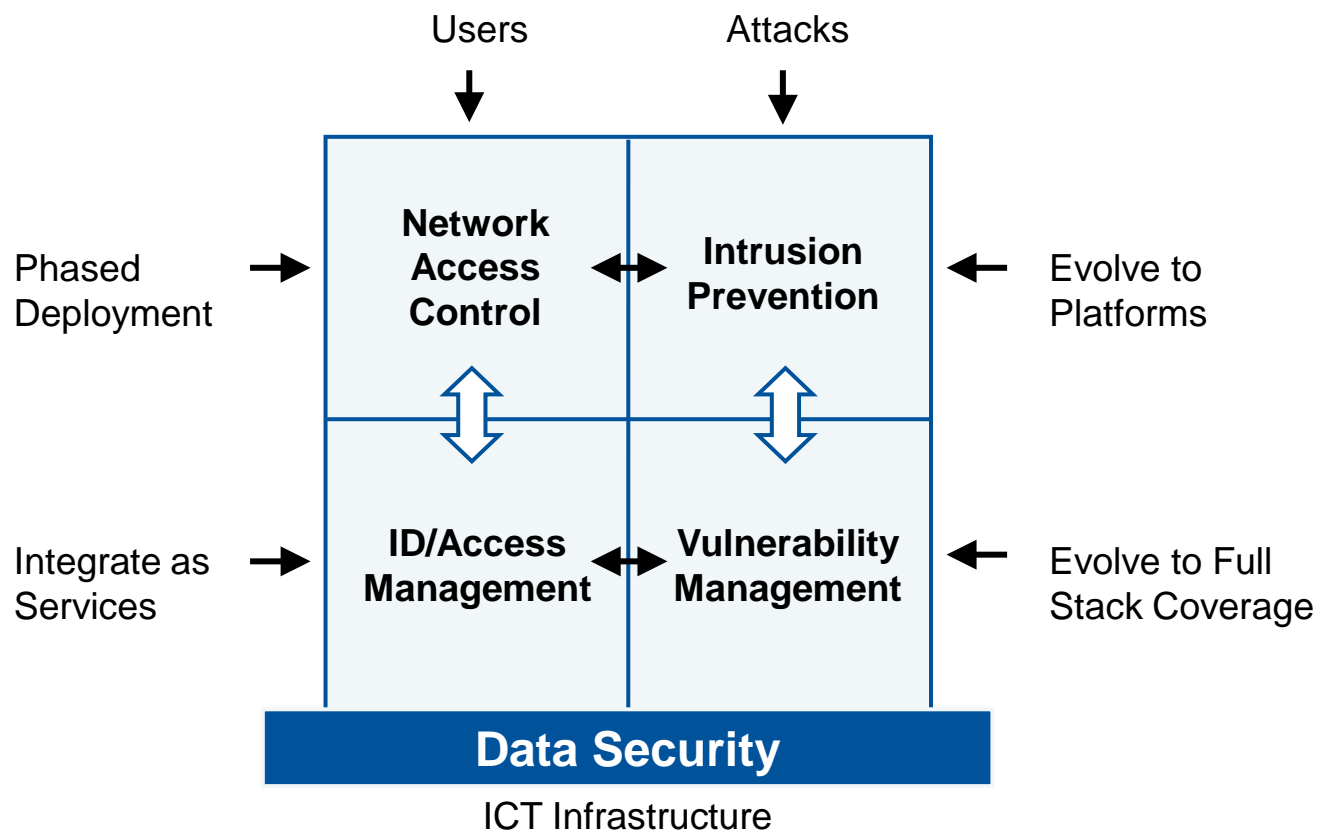 Users
Attacks
Network
Access
Control
Intrusion
Prevention
Phased
Deployment
Evolve to
Platforms
ID/Access
Management
Vulnerability
Management
Integrate as
Services
Evolve to Full
Stack Coverage
Data Security
ICT Infrastructure